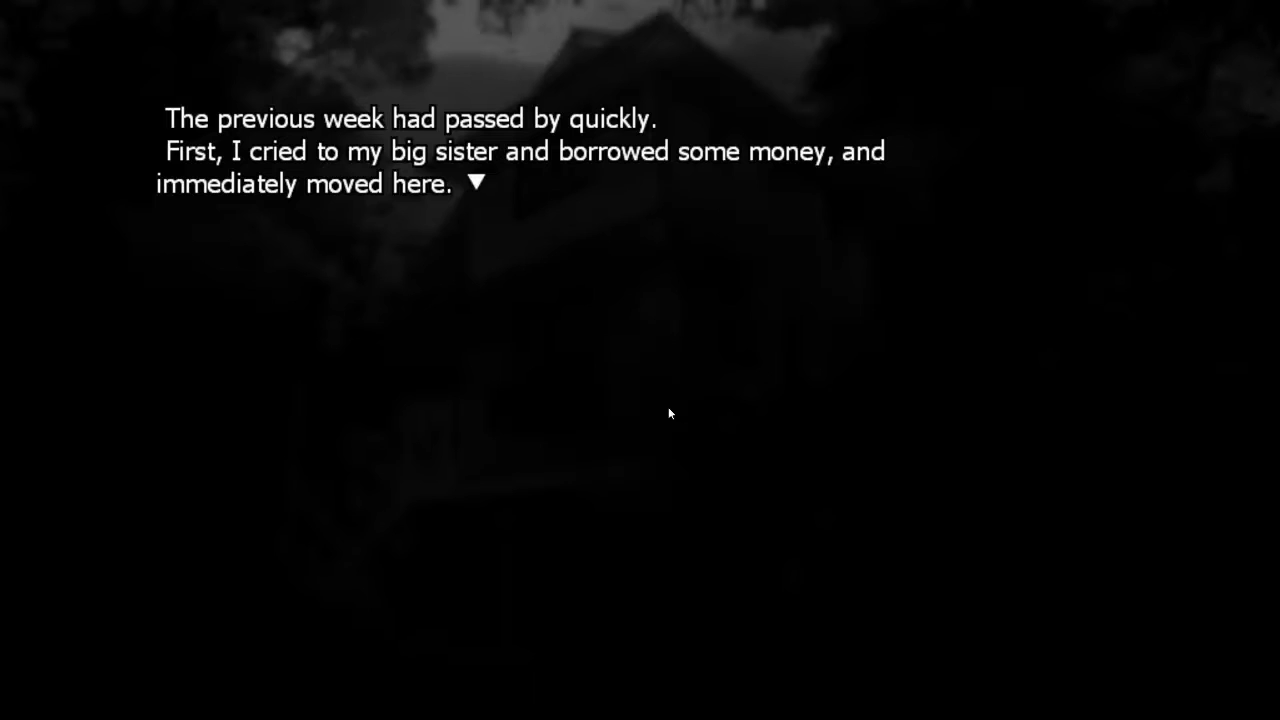 The previous week had passed by quickly.
First, I cried to my big sister and borrowed some money, and
immediately moved here. ▼